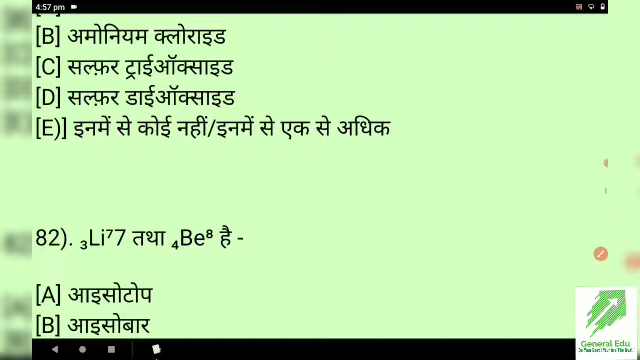 4:57 pm
[B] अमोनियम क्लोराइड
[C] सल्फ़र ट्राईऑक्साइड
[D] सल्फ़र डाईऑक्साइड
[E)] इनमें से कोई नहीं/इनमें से एक से अधिक
82). ₃Li⁷7 तथा ₄Be⁸ है -
[A] आइसोटोप
[B] आइसोबार
General Edu